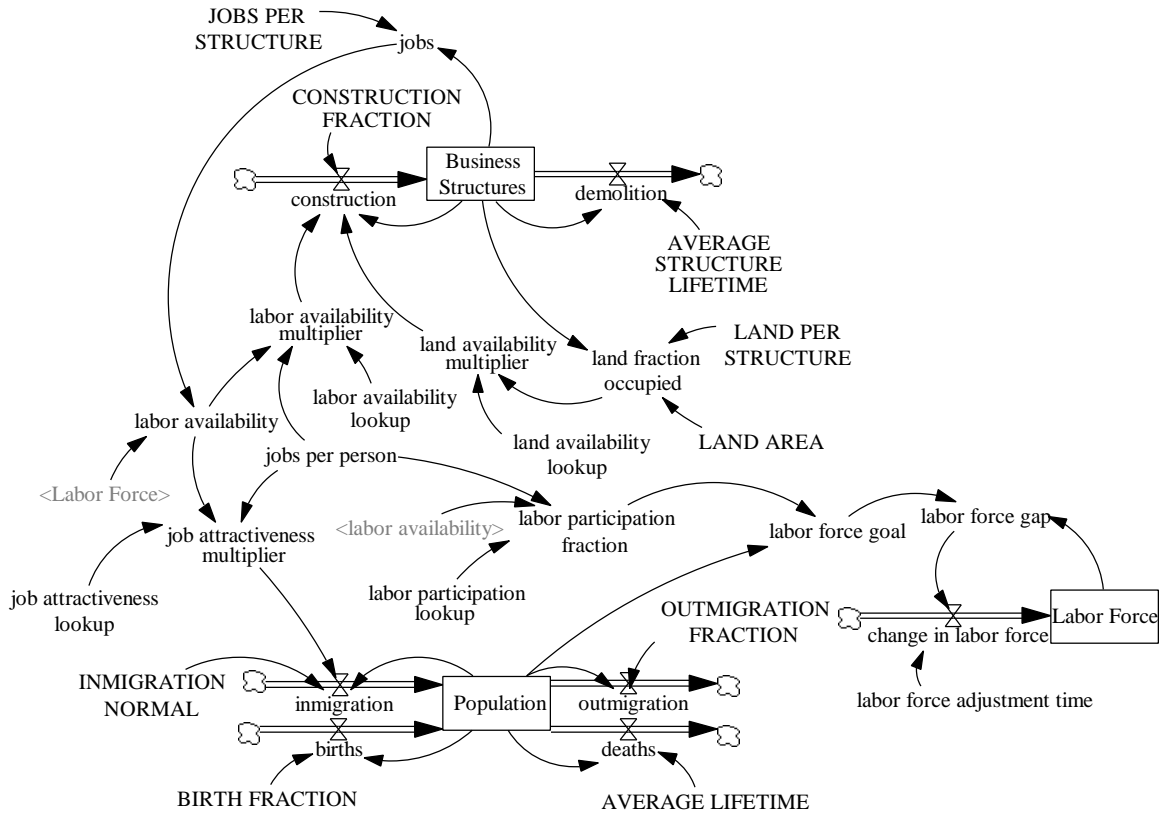 JOBS PER
STRUCTURE
jobs
CONSTRUCTION
FRACTION
Business
Structures
construction
demolition
AVERAGE
STRUCTURE
LIFETIME
labor availability
multiplier
land availability
multiplier
land fraction
occupied
LAND PER
STRUCTURE
labor availability
lookup
labor availability
land availability
lookup
LAND AREA
jobs per person
<Labor Force>
job attractiveness
multiplier
<labor availability>
labor participation
fraction
labor force goal
labor force gap
job attractiveness
lookup
labor participation
lookup
OUTMIGRATION
FRACTION
change in labor force
Labor Force
INMIGRATION
NORMAL
inmigration
Population
outmigration
labor force adjustment time
births
deaths
BIRTH FRACTION
AVERAGE LIFETIME